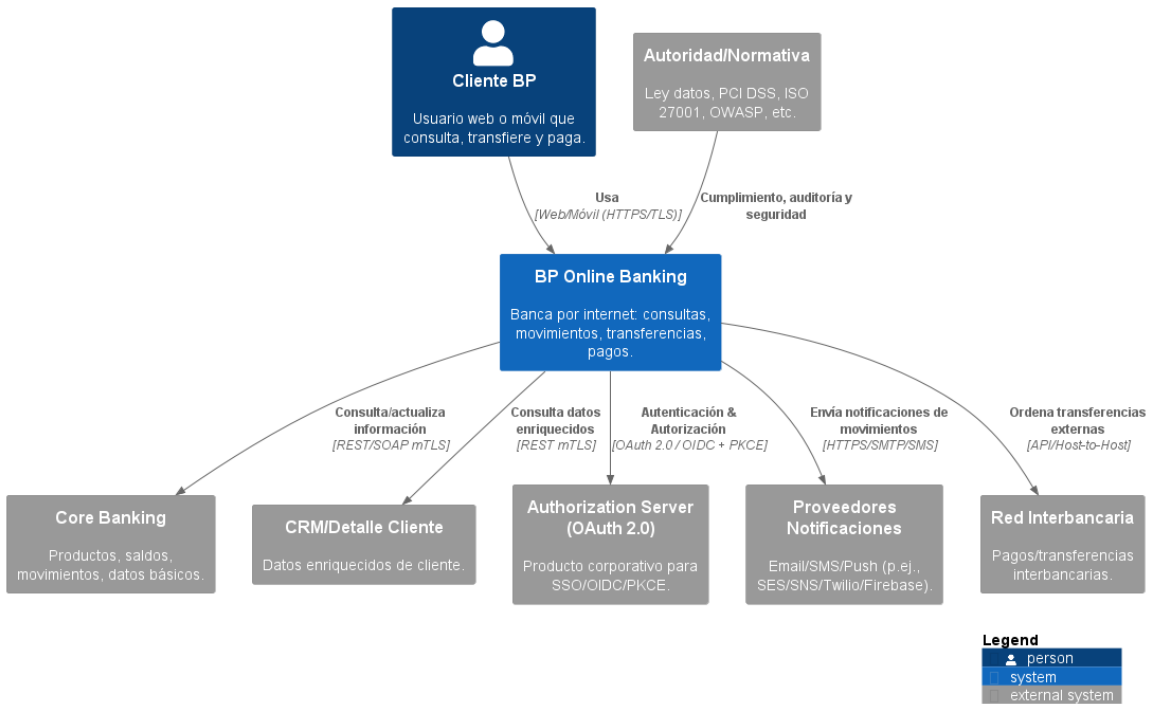 Cliente BP
Usuario web o móvil que
consulta, transfiere y paga.
Autoridad/Normativa
Ley datos, PCI DSS, ISO
27001, OWASP, etc.
Usa
[Web/Móvil (HTTPS/TLS)]
Cumplimiento, auditoría y
seguridad
BP Online Banking
Banca por internet: consultas,
movimientos, transferencias,
pagos.
Consulta/actualiza
información
[REST/SOAP mTLS]
Consulta datos
enriquecidos
[REST mTLS]
Autenticación &
Autorización
[OAuth 2.0 / OIDC + PKCE]
Envía notificaciones de
movimientos
[HTTPS/SMTP/SMS]
Ordena transferencias
externas
[API/Host-to-Host]
Core Banking
Productos, saldos,
movimientos, datos básicos.
CRM/Detalle Cliente
Datos enriquecidos de cliente.
Authorization Server
(OAuth 2.0)
Producto corporativo para
SSO/OIDC/PKCE.
Proveedores
Notificaciones
Email/SMS/Push (p.ej.,
SES/SNS/Twilio/Firebase).
Red Interbancaria
Pagos/transferencias
interbancarias.
Legend
person
system
external system